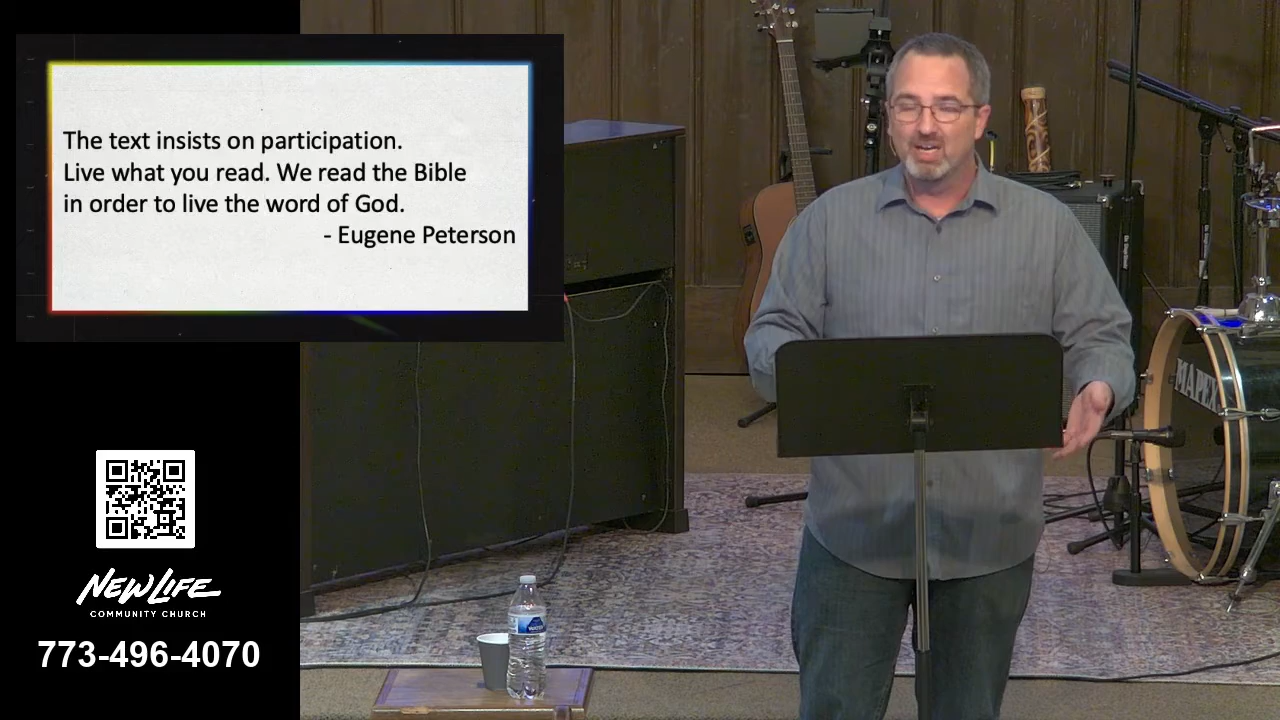 The text insists on participation.
Live what you read. We read the Bible
in order to live the word of God.
- Eugene Peterson
NEWLIFE
COMMUNITY CHURCH
773-496-4070
MAPEX